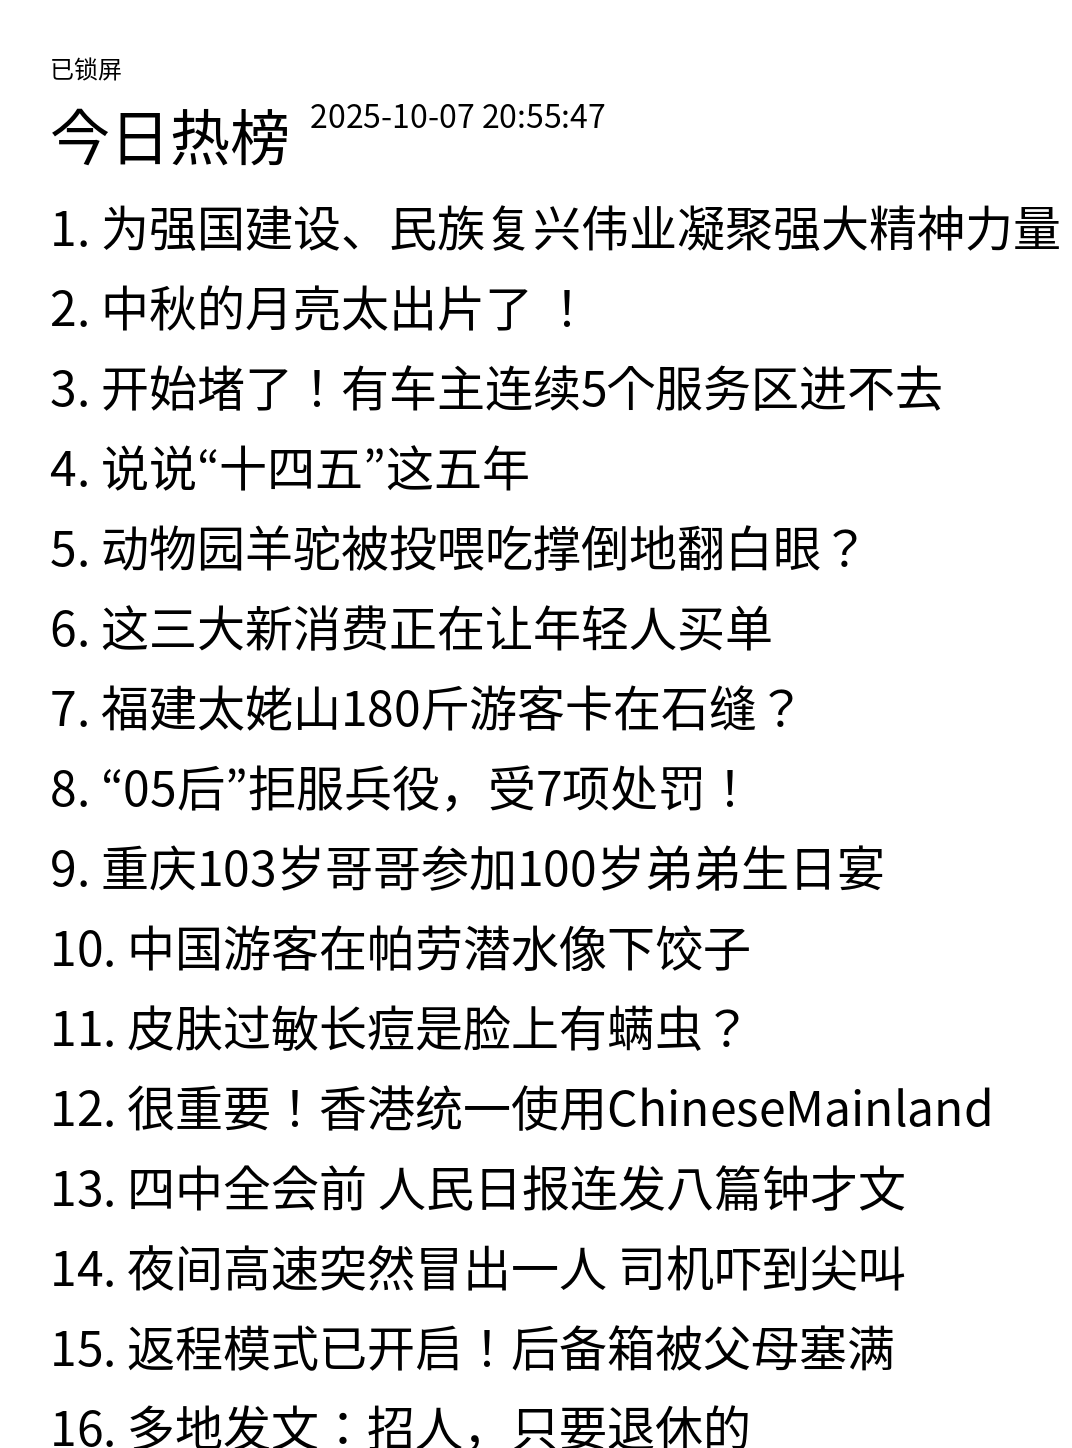 已锁屏
今日热榜 2025-10-07 20:55:47
1. 为强国建设、民族复兴伟业凝聚强大精神力量
2. 中秋的月亮太出片了 ！
3. 开始堵了！有车主连续5个服务区进不去
4. 说说“十四五”这五年
5. 动物园羊驼被投喂吃撑倒地翻白眼？
6. 这三大新消费正在让年轻人买单
7. 福建太姥山180斤游客卡在石缝？
8. “05后”拒服兵役，受7项处罚！
9. 重庆103岁哥哥参加100岁弟弟生日宴
10. 中国游客在帕劳潜水像下饺子
11. 皮肤过敏长痘是脸上有螨虫？
12. 很重要！香港统一使用ChineseMainland
13. 四中全会前 人民日报连发八篇钟才文
14. 夜间高速突然冒出一人 司机吓到尖叫
15. 返程模式已开启！后备箱被父母塞满
16. 多地发文：招人，只要退休的